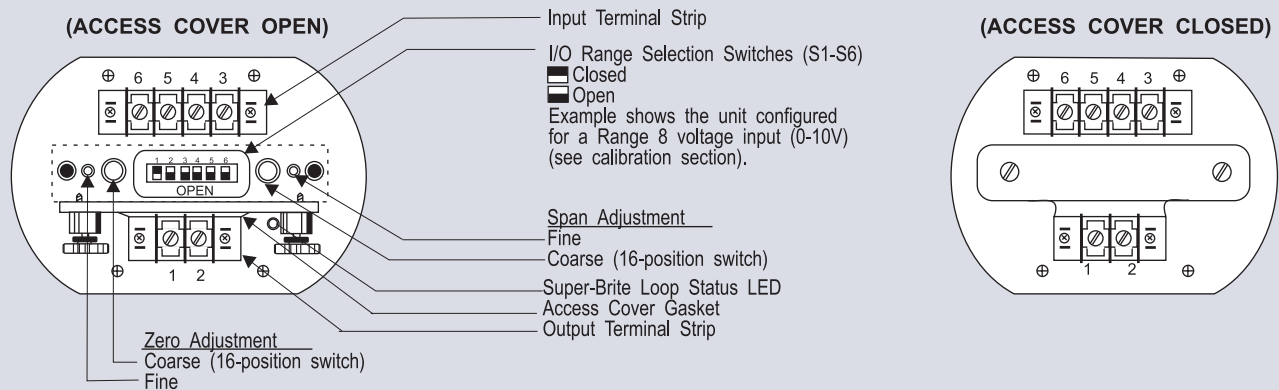 (ACCESS COVER OPEN)
6 5 4 3
1 2 3 4 5 6
OPEN
1 2
Zero Adjustment
Coarse (16-position switch)
Fine
Input Terminal Strip
I/O Range Selection Switches (S1-S6)
Closed
Open
Example shows the unit configured
for a Range 8 voltage input (0-10V)
(see calibration section).
Span Adjustment
Fine
Coarse (16-position switch)
Super-Brite Loop Status LED
Access Cover Gasket
Output Terminal Strip
(ACCESS COVER CLOSED)
6 5 4 3
1 2